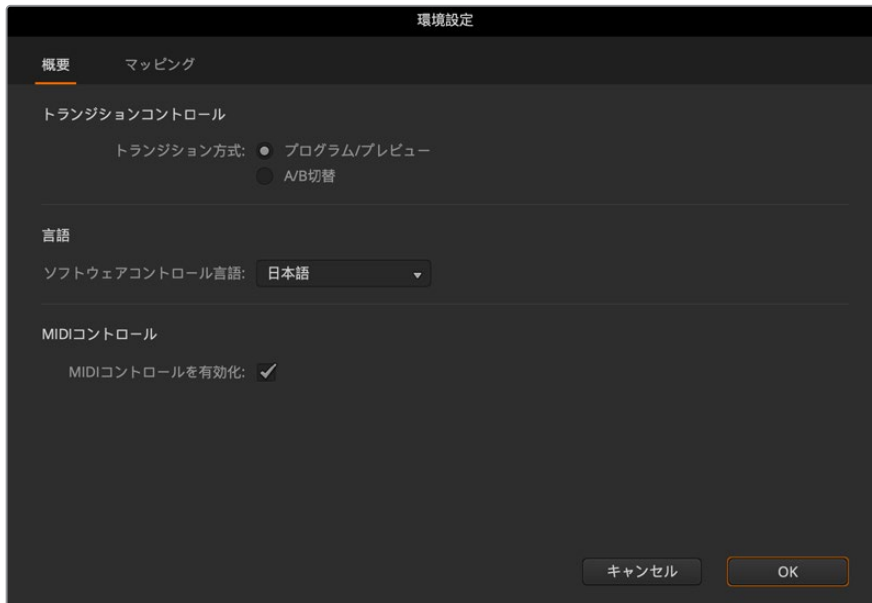 環境設定
概要 マッピング
トランジションコントロール
トランジション方式: プログラム/プレビュー
A/B切替
言語
ソフトウェアコントロール言語: 日本語
MIDIコントロール
MIDIコントロールを有効化:
キャンセル OK